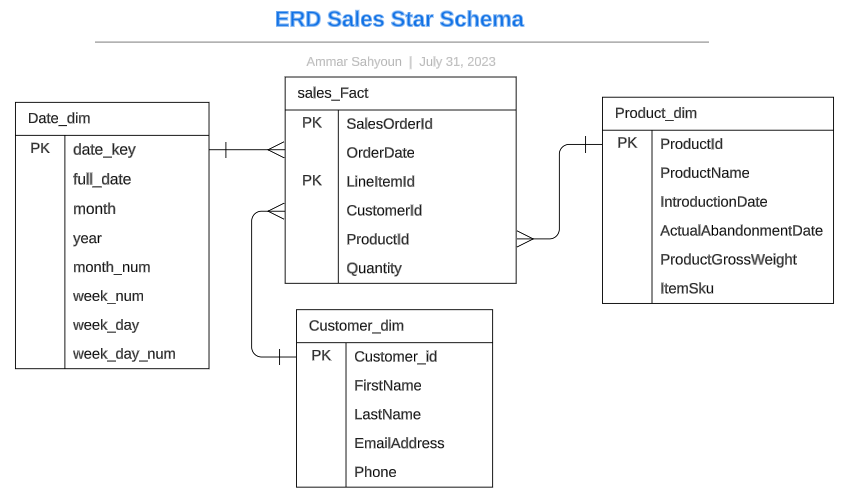 ERD Sales Star Schema
Ammar Sahyoun | July 31, 2023
Date_dim
PK date_key
full_date
month
year
month_num
week_num
week_day
week_day_num
sales_Fact
PK SalesOrderId
OrderDate
PK LineItemId
CustomerId
ProductId
Quantity
Product_dim
PK ProductId
ProductName
IntroductionDate
ActualAbandonmentDate
ProductGrossWeight
ItemSku
Customer_dim
PK Customer_id
FirstName
LastName
EmailAddress
Phone